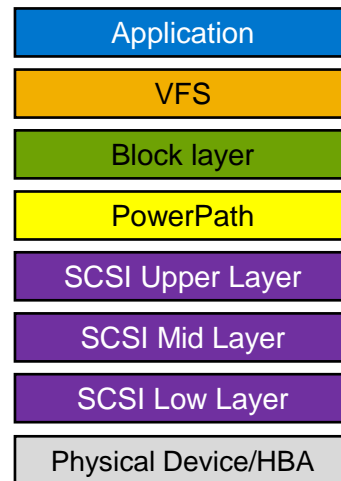 Application
VFS
Block layer
PowerPath
SCSI Upper Layer
SCSI Mid Layer
SCSI Low Layer
Physical Device/HBA